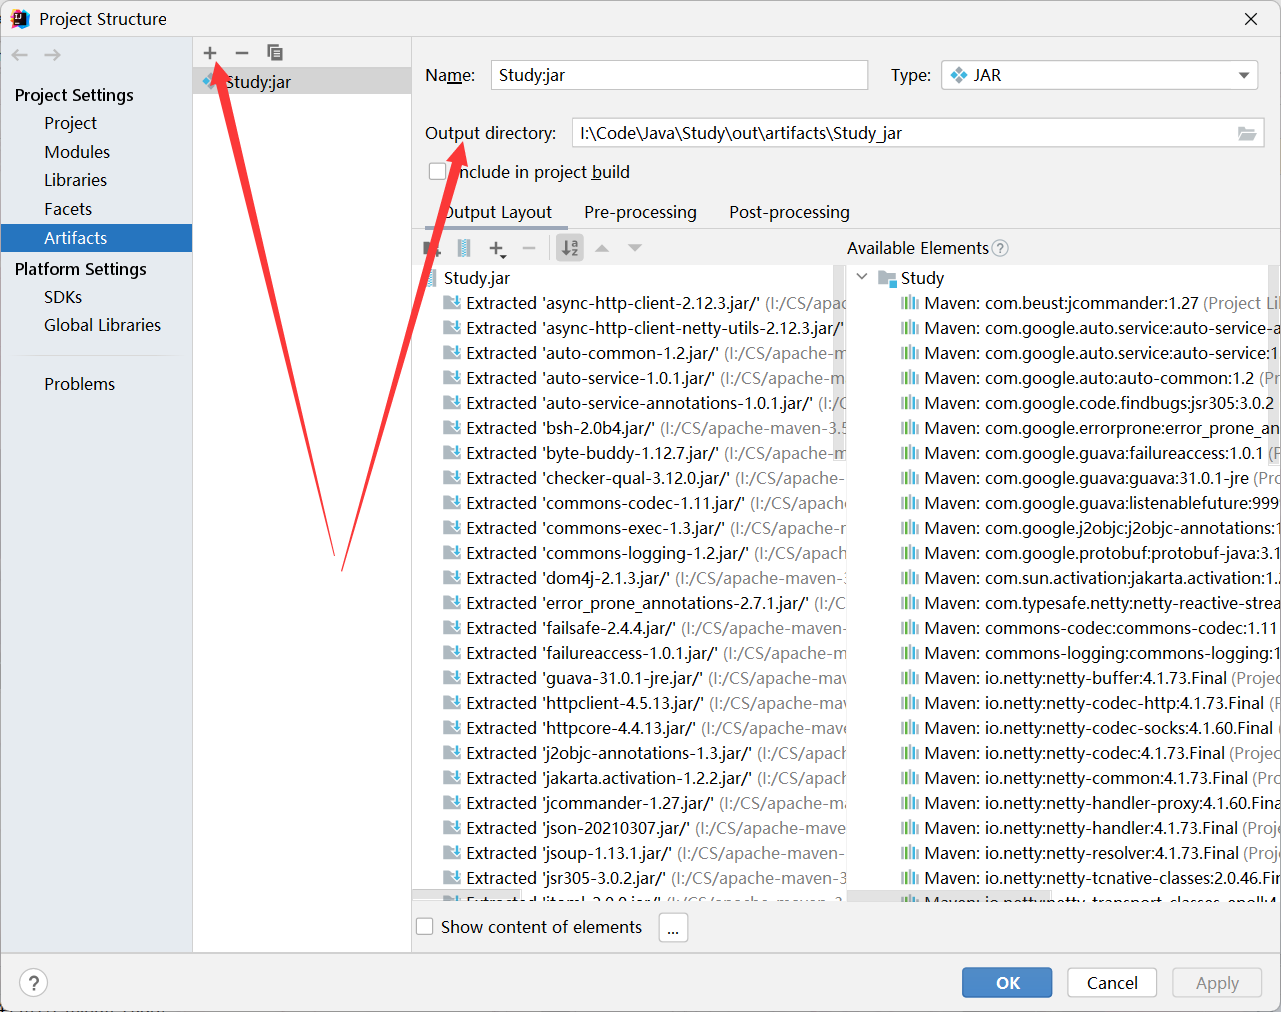 Project Structure
Project Settings
Project
Modules
Libraries
Facets
Artifacts
Platform Settings
SDKs
Global Libraries
Problems
Study:jar
Name: Study:jar
Type: JAR
Output directory: I:\Code\Java\Study\out\artifacts\Study_jar
Include in project build
Output Layout Pre-processing Post-processing
Available Elements ?
Study.jar
Extracted 'async-http-client-2.12.3.jar/' (I:/CS/apac
Extracted 'async-http-client-netty-utils-2.12.3.jar/'
Extracted 'auto-common-1.2.jar/' (I:/CS/apache-m
Extracted 'auto-service-1.0.1.jar/' (I:/CS/apache-m
Extracted 'auto-service-annotations-1.0.1.jar/' (I:/C
Extracted 'bsh-2.0b4.jar/' (I:/CS/apache-maven-3.5
Extracted 'byte-buddy-1.12.7.jar/' (I:/CS/apache-m
Extracted 'checker-qual-3.12.0.jar/' (I:/CS/apache-
Extracted 'commons-codec-1.11.jar/' (I:/CS/apache
Extracted 'commons-exec-1.3.jar/' (I:/CS/apache-m
Extracted 'commons-logging-1.2.jar/' (I:/CS/apach
Extracted 'dom4j-2.1.3.jar/' (I:/CS/apache-maven-3
Extracted 'error_prone_annotations-2.7.1.jar/' (I:/C
Extracted 'failsafe-2.4.4.jar/' (I:/CS/apache-maven-
Extracted 'failureaccess-1.0.1.jar/' (I:/CS/apache-m
Extracted 'guava-31.0.1-jre.jar/' (I:/CS/apache-mav
Extracted 'httpclient-4.5.13.jar/' (I:/CS/apache-mav
Extracted 'httpcore-4.4.13.jar/' (I:/CS/apache-mave
Extracted 'j2objc-annotations-1.3.jar/' (I:/CS/apach
Extracted 'jakarta.activation-1.2.2.jar/' (I:/CS/apach
Extracted 'jcommander-1.27.jar/' (I:/CS/apache-ma
Extracted 'json-20210307.jar/' (I:/CS/apache-mave
Extracted 'jsoup-1.13.1.jar/' (I:/CS/apache-maven-
Extracted 'jsr305-3.0.2.jar/' (I:/CS/apache-maven-3
Study
Maven: com.beust:jcommander:1.27 (Project Li
Maven: com.google.auto.service:auto-service-a
Maven: com.google.auto.service:auto-service:1
Maven: com.google.auto:auto-common:1.2 (Pr
Maven: com.google.code.findbugs:jsr305:3.0.2
Maven: com.google.errorprone:error_prone_an
Maven: com.google.guava:failureaccess:1.0.1 (P
Maven: com.google.guava:guava:31.0.1-jre (Pro
Maven: com.google.guava:listenablefuture:999
Maven: com.google.j2objc:j2objc-annotations:1
Maven: com.google.protobuf:protobuf-java:3.1
Maven: com.sun.activation:jakarta.activation:1.2
Maven: com.typesafe.netty:netty-reactive-strea
Maven: commons-codec:commons-codec:1.11
Maven: commons-logging:commons-logging:1
Maven: io.netty:netty-buffer:4.1.73.Final (Projec
Maven: io.netty:netty-codec-http:4.1.73.Final (P
Maven: io.netty:netty-codec-socks:4.1.60.Final
Maven: io.netty:netty-codec:4.1.73.Final (Projec
Maven: io.netty:netty-common:4.1.73.Final (Pr
Maven: io.netty:netty-handler-proxy:4.1.60.Fina
Maven: io.netty:netty-handler:4.1.73.Final (Proj
Maven: io.netty:netty-resolver:4.1.73.Final (Proj
Maven: io.netty:netty-tcnative-classes:2.0.46.Fir
Show content of elements ...
? OK Cancel Apply